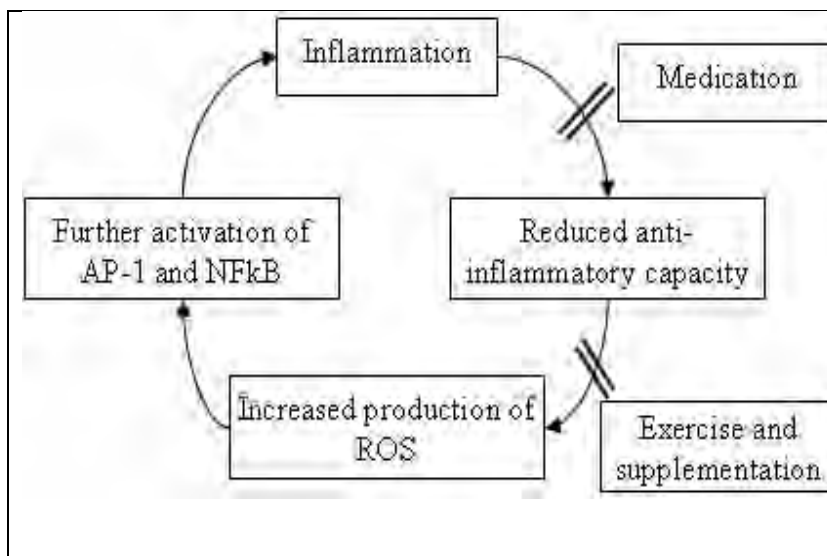 Inflammation
Medication
Further activation of
AP-1 and NFkB
Reduced anti-
inflammatory capacity
Increased production of
ROS
Exercise and
supplementation